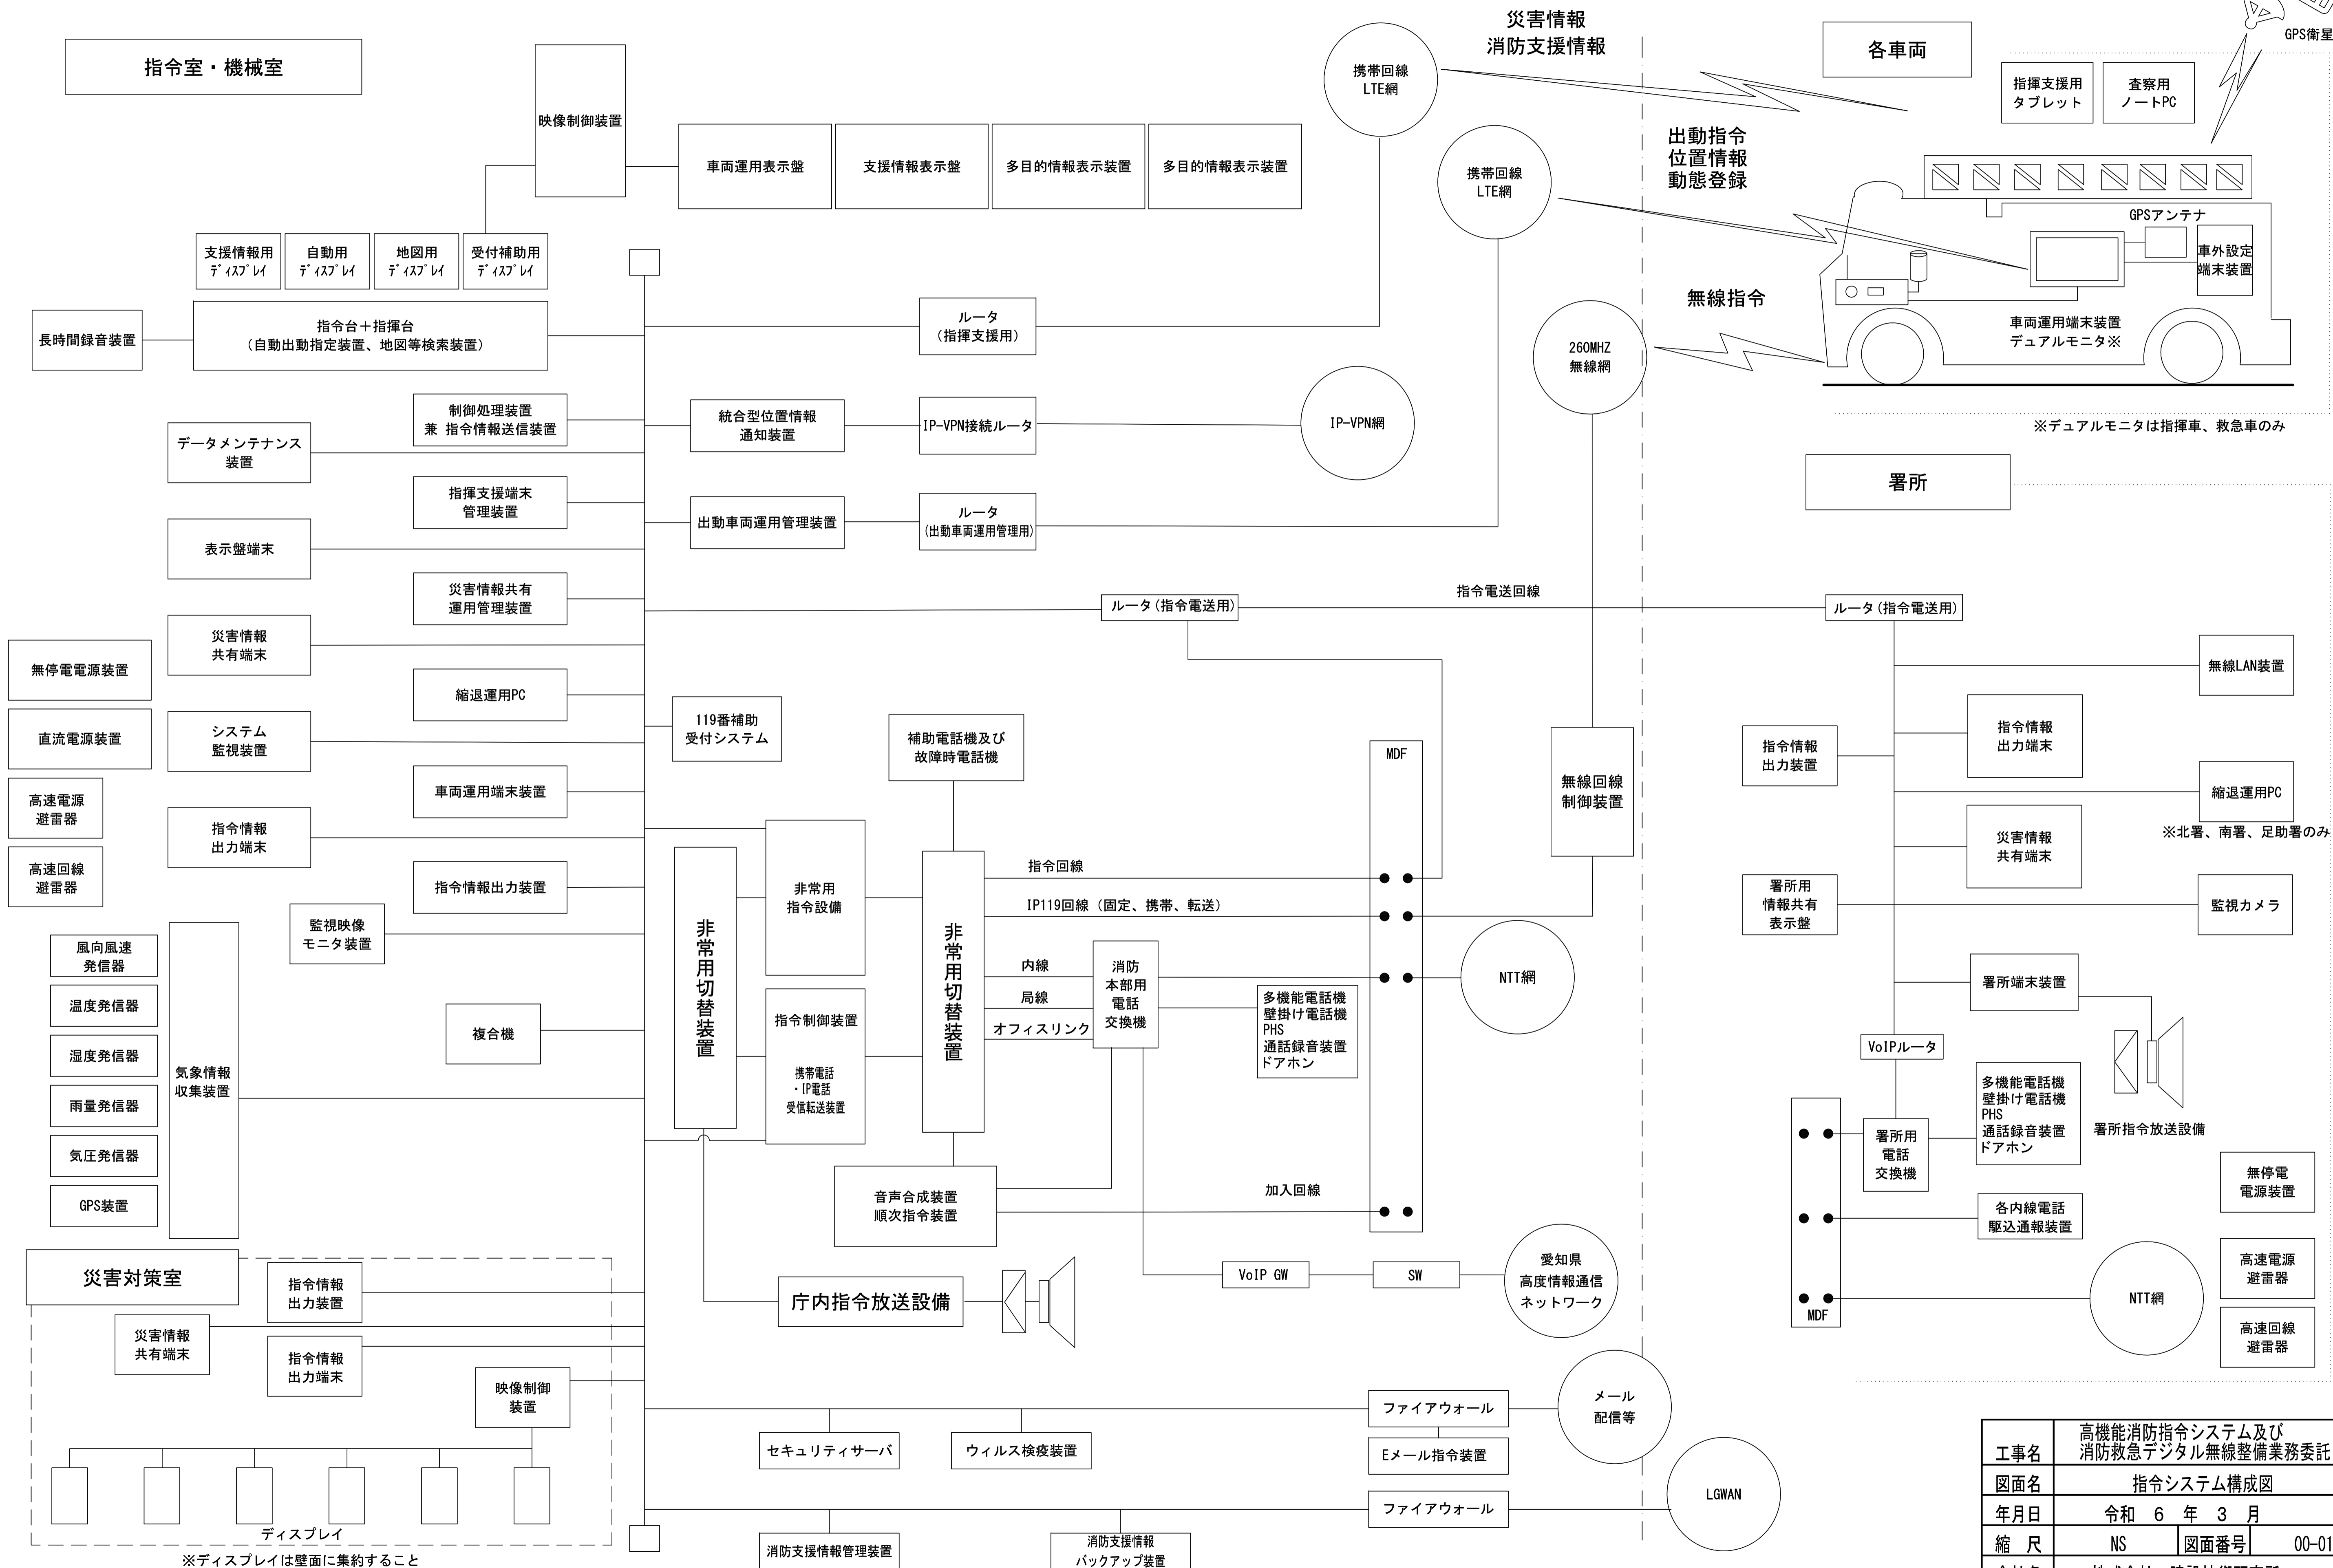 指令室・機械室
映像制御装置
車両運用表示盤
支援情報表示盤
多目的情報表示装置
多目的情報表示装置
支援情報用
ﾃﾞｨｽﾌﾟﾚｲ
自動用
ﾃﾞｨｽﾌﾟﾚｲ
地図用
ﾃﾞｨｽﾌﾟﾚｲ
受付補助用
ﾃﾞｨｽﾌﾟﾚｲ
長時間録音装置
指令台＋指揮台
（自動出動指定装置、地図等検索装置）
制御処理装置
兼 指令情報送信装置
データメンテナンス
装置
指揮支援端末
管理装置
表示盤端末
災害情報共有
運用管理装置
災害情報
共有端末
無停電電源装置
縮退運用PC
直流電源装置
システム
監視装置
高速電源
避雷器
車両運用端末装置
指令情報
出力端末
高速回線
避雷器
指令情報出力装置
監視映像
モニタ装置
風向風速
発信器
温度発信器
湿度発信器
雨量発信器
気圧発信器
GPS装置
気象情報
収集装置
複合機
ルータ
（指揮支援用）
統合型位置情報
通知装置
IP-VPN接続ルータ
IP-VPN網
出動車両運用管理装置
ルータ
(出動車両運用管理用)
携帯回線
LTE網
携帯回線
LTE網
260MHZ
無線網
災害情報
消防支援情報
出動指令
位置情報
動態登録
無線指令
ルータ(指令電送用)
指令電送回線
119番補助
受付システム
補助電話機及び
故障時電話機
MDF
無線回線
制御装置
非常用切替装置
非常用
指令設備
指令制御装置
携帯電話
・IP電話
受信転送装置
非常用切替装置
指令回線
IP119回線（固定、携帯、転送）
内線
局線
オフィスリンク
消防
本部用
電話
交換機
多機能電話機
壁掛け電話機
PHS
通話録音装置
ドアホン
NTT網
音声合成装置
順次指令装置
加入回線
庁内指令放送設備
VoIP GW
SW
愛知県
高度情報通信
ネットワーク
災害対策室
指令情報
出力装置
災害情報
共有端末
指令情報
出力端末
映像制御
装置
ディスプレイ
※ディスプレイは壁面に集約すること
セキュリティサーバ
ウィルス検疫装置
ファイアウォール
Eメール指令装置
メール
配信等
ファイアウォール
LGWAN
消防支援情報管理装置
消防支援情報
バックアップ装置
各車両
GPS衛星
指揮支援用
タブレット
査察用
ノートPC
GPSアンテナ
車外設定
端末装置
車両運用端末装置
デュアルモニタ※
※デュアルモニタは指揮車、救急車のみ
署所
ルータ(指令電送用)
無線LAN装置
指令情報
出力端末
指令情報
出力装置
縮退運用PC
※北署、南署、足助署のみ
災害情報
共有端末
署所用
情報共有
表示盤
監視カメラ
署所端末装置
VoIPルータ
多機能電話機
壁掛け電話機
PHS
通話録音装置
ドアホン
署所指令放送設備
署所用
電話
交換機
各内線電話
駆込通報装置
MDF
NTT網
無停電
電源装置
高速電源
避雷器
高速回線
避雷器
工事名
高機能消防指令システム及び
消防救急デジタル無線整備業務委託
図面名 指令システム構成図
年月日 令和 6 年 3 月
縮 尺 NS 図面番号 00-01